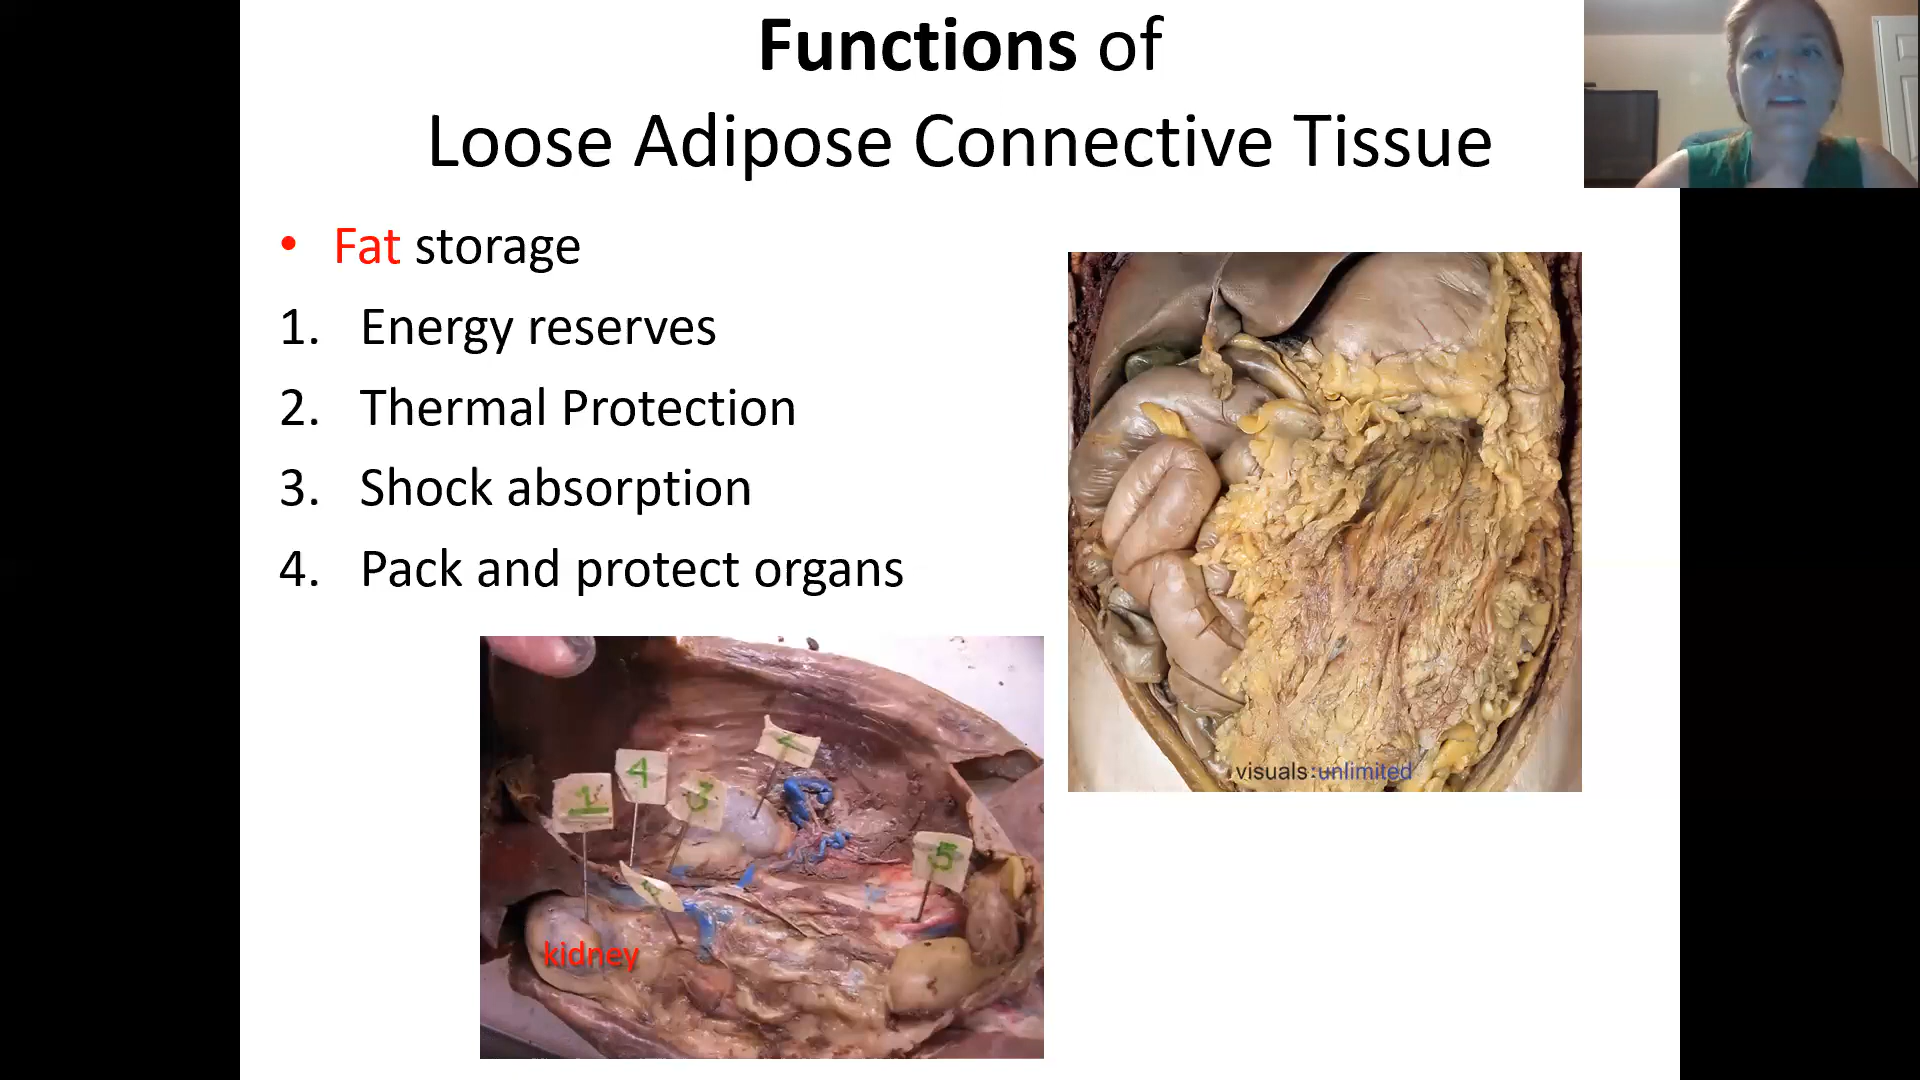 Functions of
Loose Adipose Connective Tissue
• Fat storage
1. Energy reserves
2. Thermal Protection
3. Shock absorption
4. Pack and protect organs
visuals:unlimited
4
3
1
5
kidney